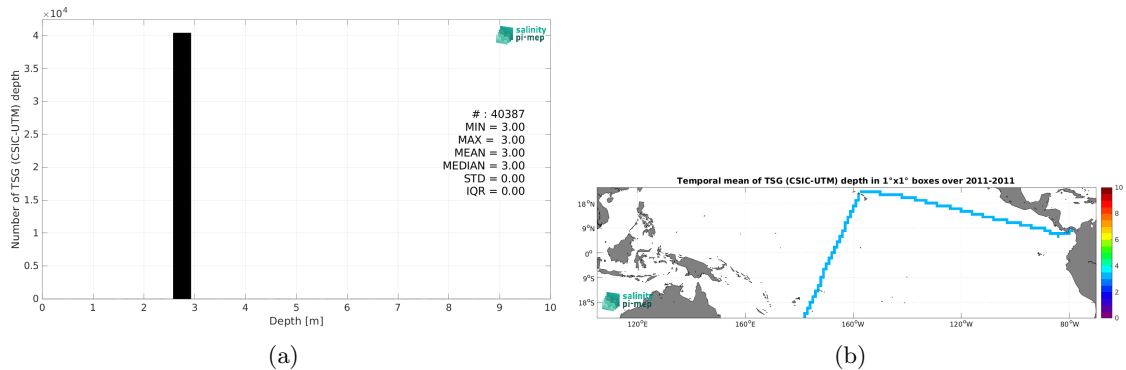 ×10⁴
4
3.5
3
2.5
2
1.5
1
0.5
0
Number of TSG (CSIC-UTM) depth
salinity
pi-mep
# : 40387
MIN = 3.00
MAX = 3.00
MEAN = 3.00
MEDIAN = 3.00
STD = 0.00
IQR = 0.00
0 1 2 3 4 5 6 7 8 9 10
Depth [m]
(a)
Temporal mean of TSG (CSIC-UTM) depth in 1°x1° boxes over 2011-2011
18°N
9°N
0°
9°S
18°S
salinity
pi-mep
120°E 160°E 160°W 120°W 80°W
10
8
6
4
2
0
(b)